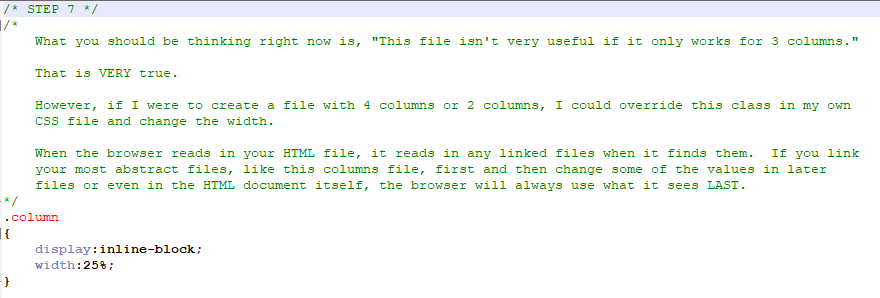 /* STEP 7 */
/*
What you should be thinking right now is, "This file isn't very useful if it only works for 3 columns."
That is VERY true.
However, if I were to create a file with 4 columns or 2 columns, I could override this class in my own
CSS file and change the width.
When the browser reads in your HTML file, it reads in any linked files when it finds them.  If you link
your most abstract files, like this columns file, first and then change some of the values in later
files or even in the HTML document itself, the browser will always use what it sees LAST.
*/
.column
{
display:inline-block;
width:25%;
}